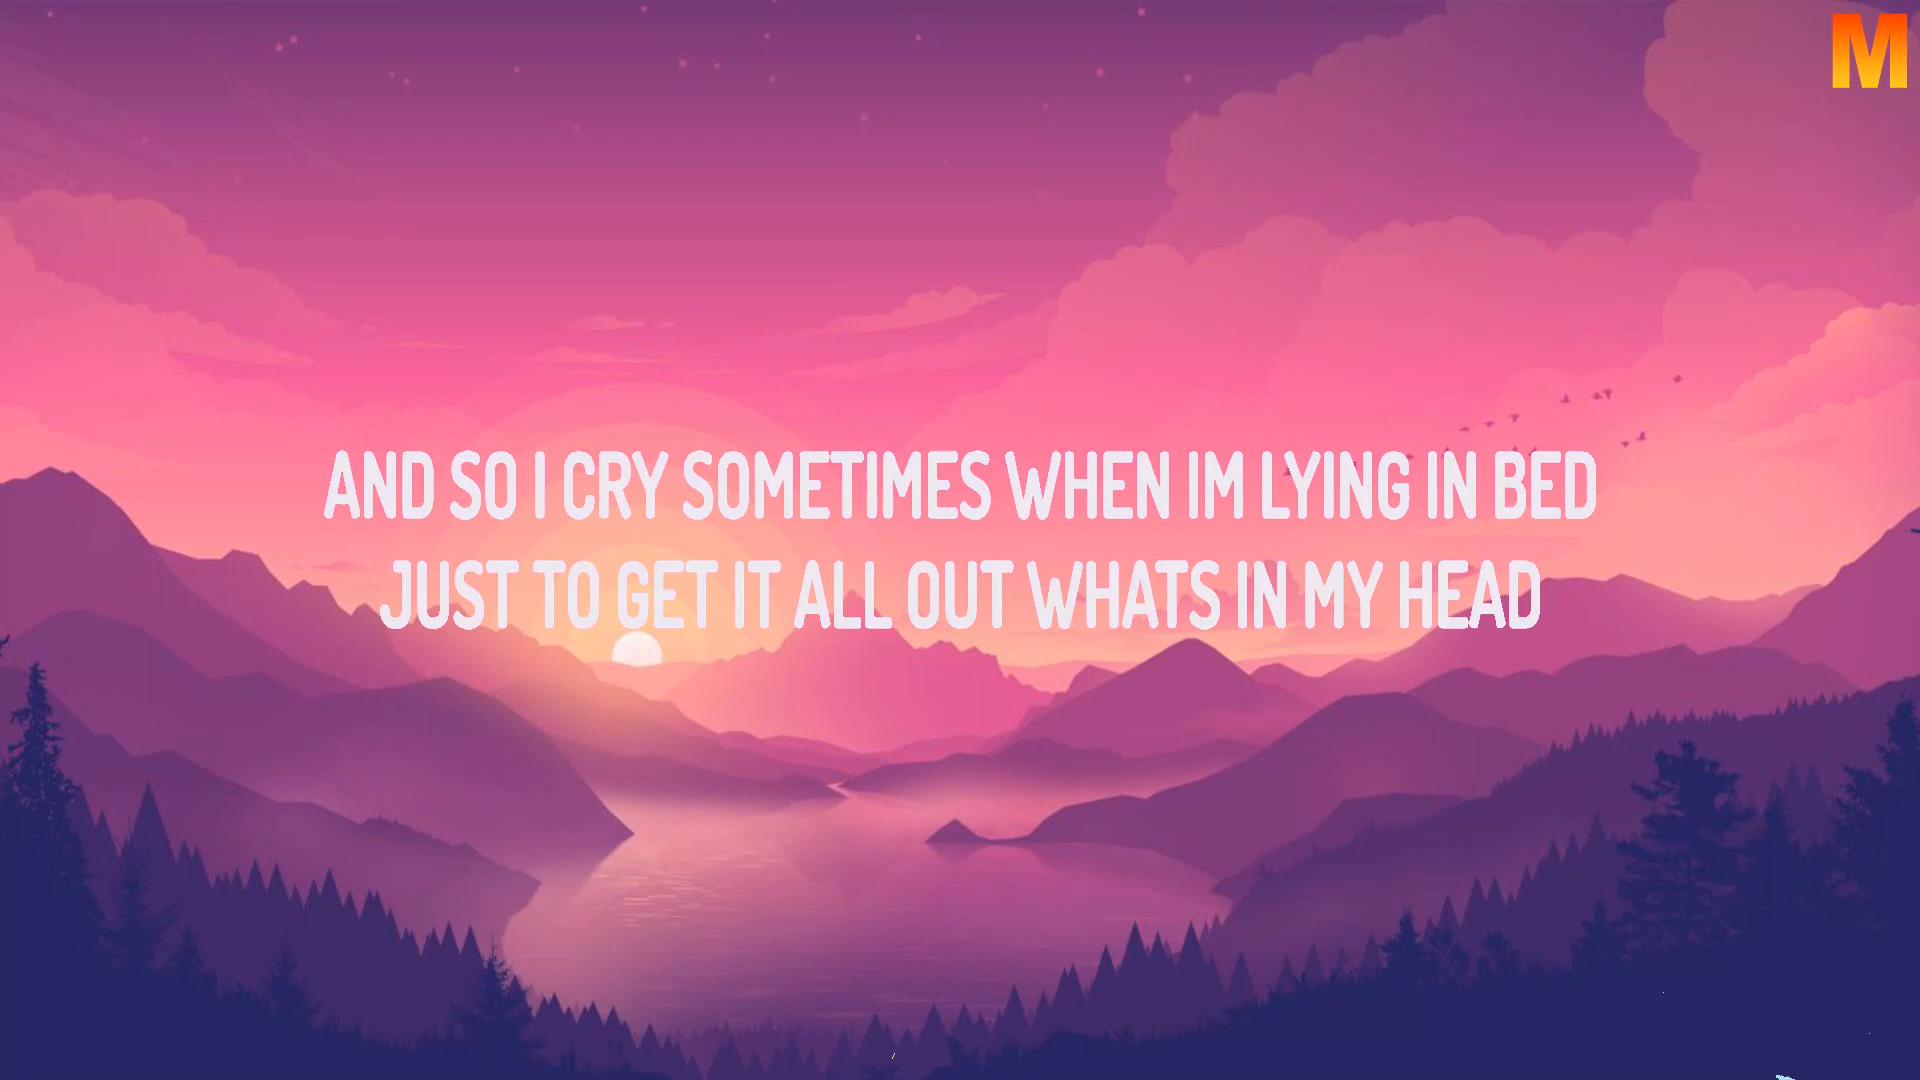 M
AND SO I CRY SOMETIMES WHEN IM LYING IN BED
JUST TO GET IT ALL OUT WHATS IN MY HEAD